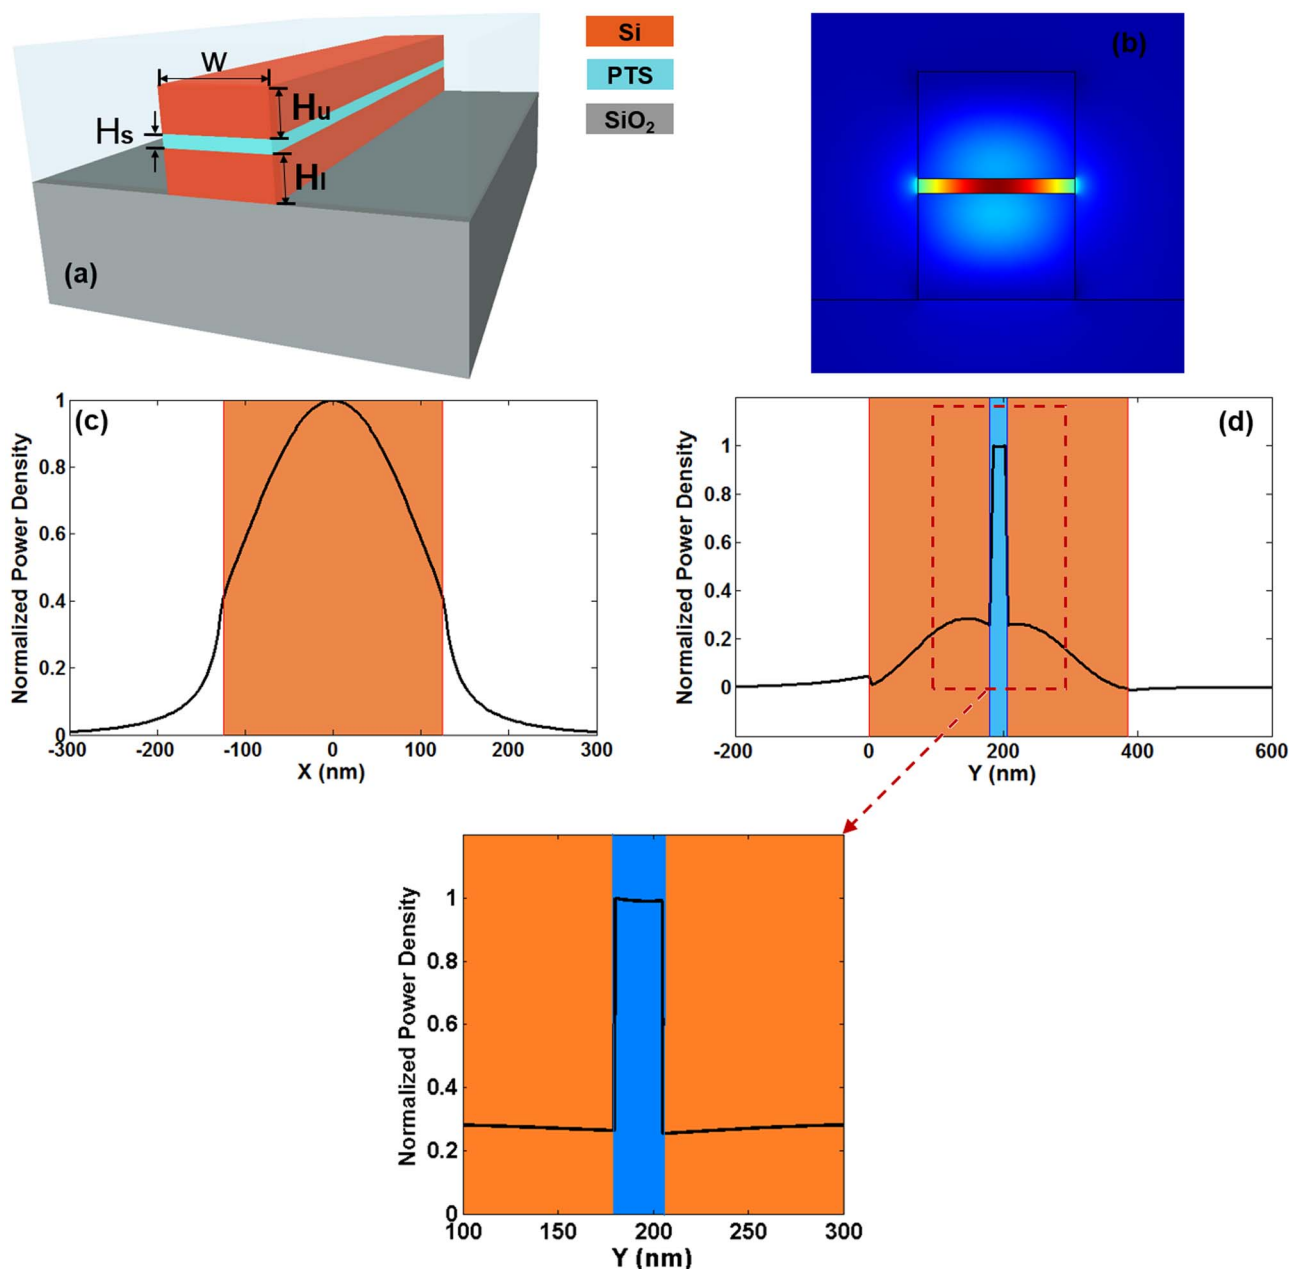 W
Hu
Hs
Hl
(a)
Si
PTS
SiO2
(b)
(c)
Normalized Power Density
1
0.8
0.6
0.4
0.2
0
-300 -200 -100 0 100 200 300
X (nm)
(d)
Normalized Power Density
1
0.8
0.6
0.4
0.2
0
-200 0 200 400 600
Y (nm)
Normalized Power Density
1
0.8
0.6
0.4
0.2
0
100 150 200 250 300
Y (nm)